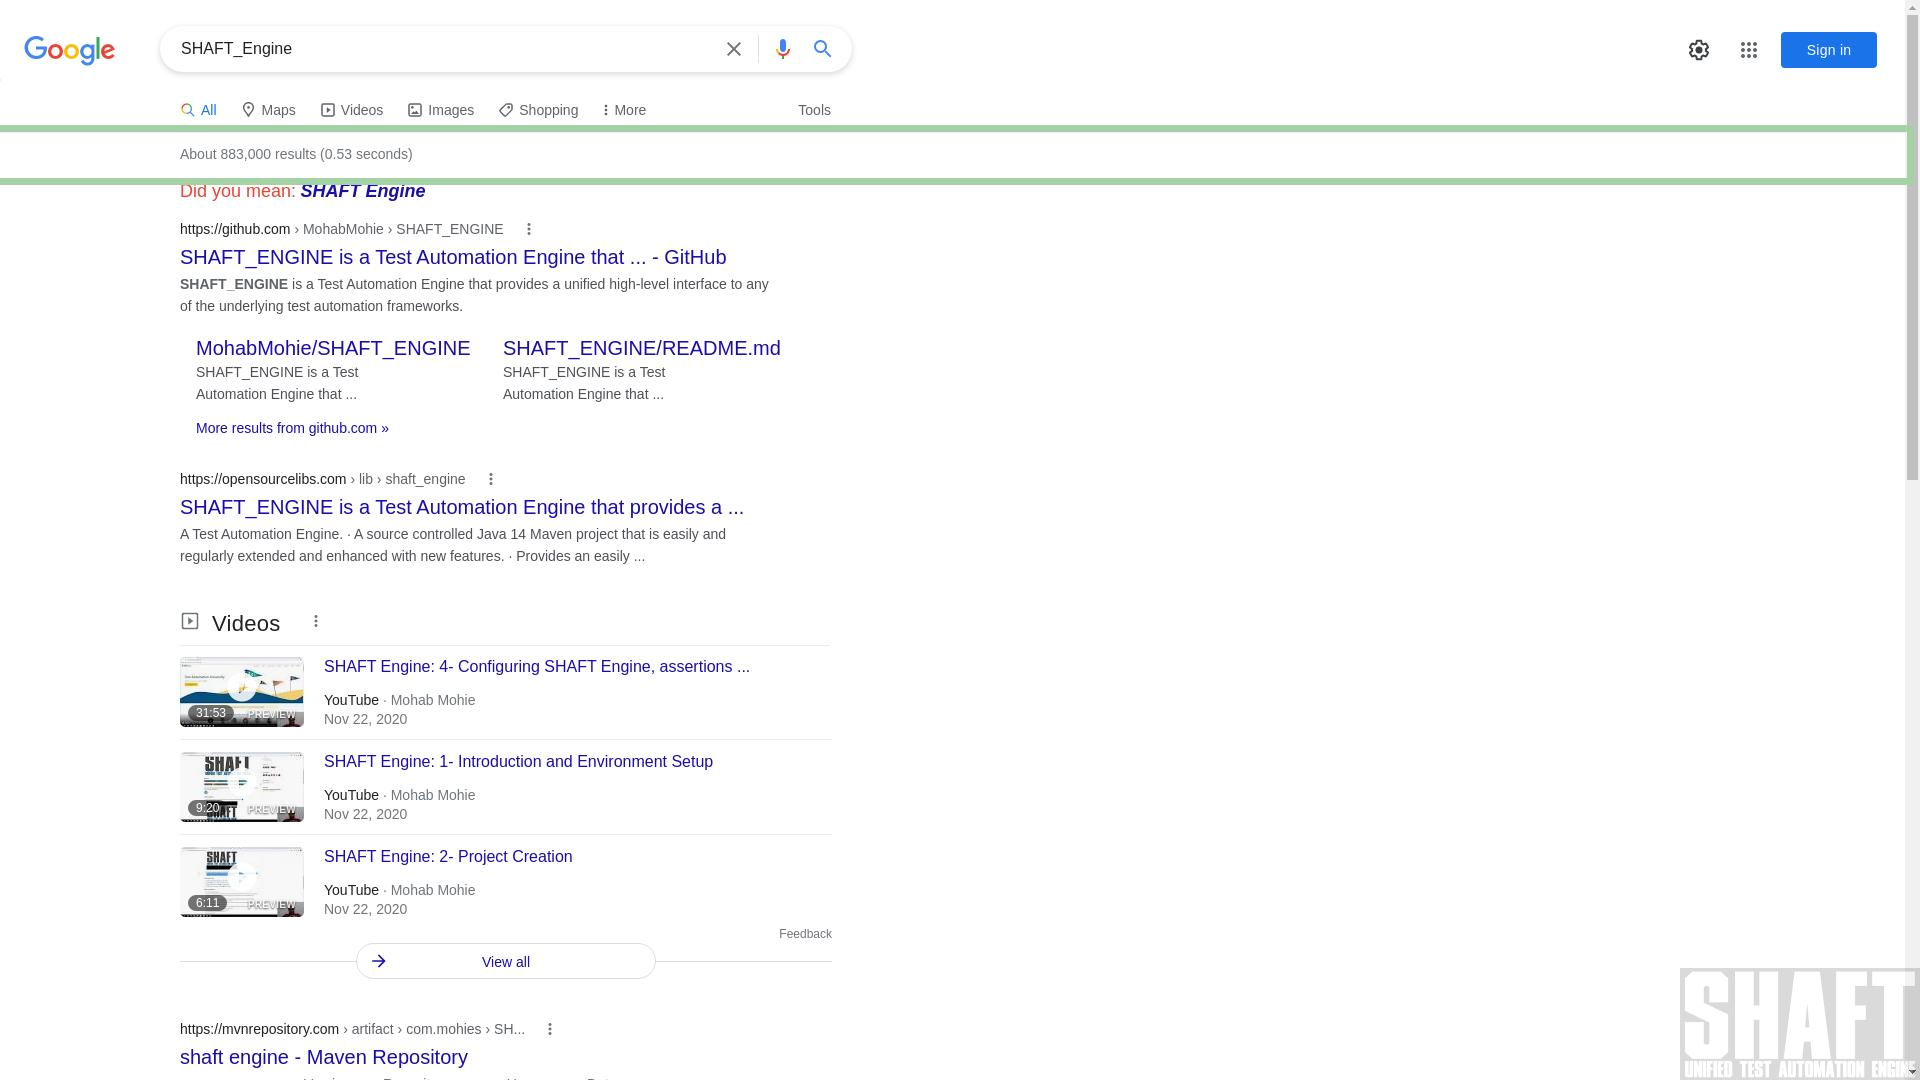 Google
SHAFT_Engine
Sign in
All
Maps
Videos
Images
Shopping
More
Tools
About 883,000 results (0.53 seconds)
Did you mean: SHAFT Engine
https://github.com › MohabMohie › SHAFT_ENGINE
SHAFT_ENGINE is a Test Automation Engine that ... - GitHub
SHAFT_ENGINE is a Test Automation Engine that provides a unified high-level interface to any
of the underlying test automation frameworks.
MohabMohie/SHAFT_ENGINE
SHAFT_ENGINE is a Test
Automation Engine that ...
SHAFT_ENGINE/README.md
SHAFT_ENGINE is a Test
Automation Engine that ...
More results from github.com »
https://opensourcelibs.com › lib › shaft_engine
SHAFT_ENGINE is a Test Automation Engine that provides a ...
A Test Automation Engine. · A source controlled Java 14 Maven project that is easily and
regularly extended and enhanced with new features. · Provides an easily ...
Videos
31:53
PREVIEW
SHAFT Engine: 4- Configuring SHAFT Engine, assertions ...
YouTube · Mohab Mohie
Nov 22, 2020
SHAFT
9:20
PREVIEW
SHAFT
SHAFT Engine: 1- Introduction and Environment Setup
YouTube · Mohab Mohie
Nov 22, 2020
SHAFT
6:11
PREVIEW
SHAFT Engine: 2- Project Creation
YouTube · Mohab Mohie
Nov 22, 2020
Feedback
View all
https://mvnrepository.com › artifact › com.mohies › SH...
shaft engine - Maven Repository
SHAFT
UNIFIED TEST AUTOMATION ENGINE